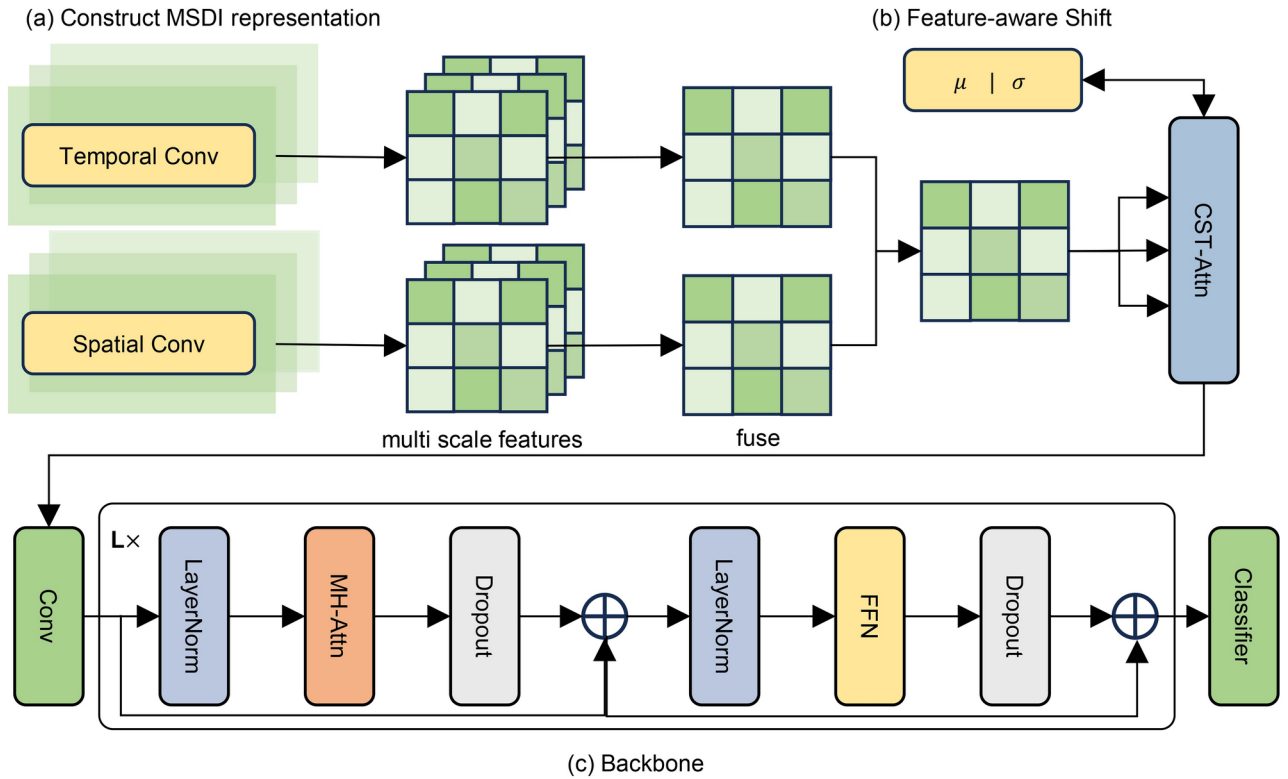 (a) Construct MSDI representation
(b) Feature-aware Shift
μ | σ
Temporal Conv
CST-Attn
Spatial Conv
multi scale features
fuse
L×
Conv
LayerNorm
MH-Attn
Dropout
LayerNorm
FFN
Dropout
Classifier
(c) Backbone